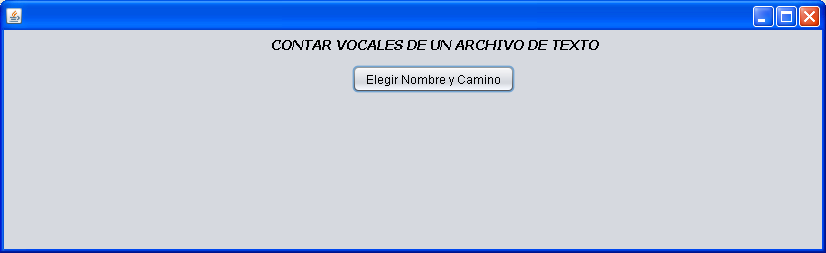 CONTAR VOCALES DE UN ARCHIVO DE TEXTO
Elegir Nombre y Camino